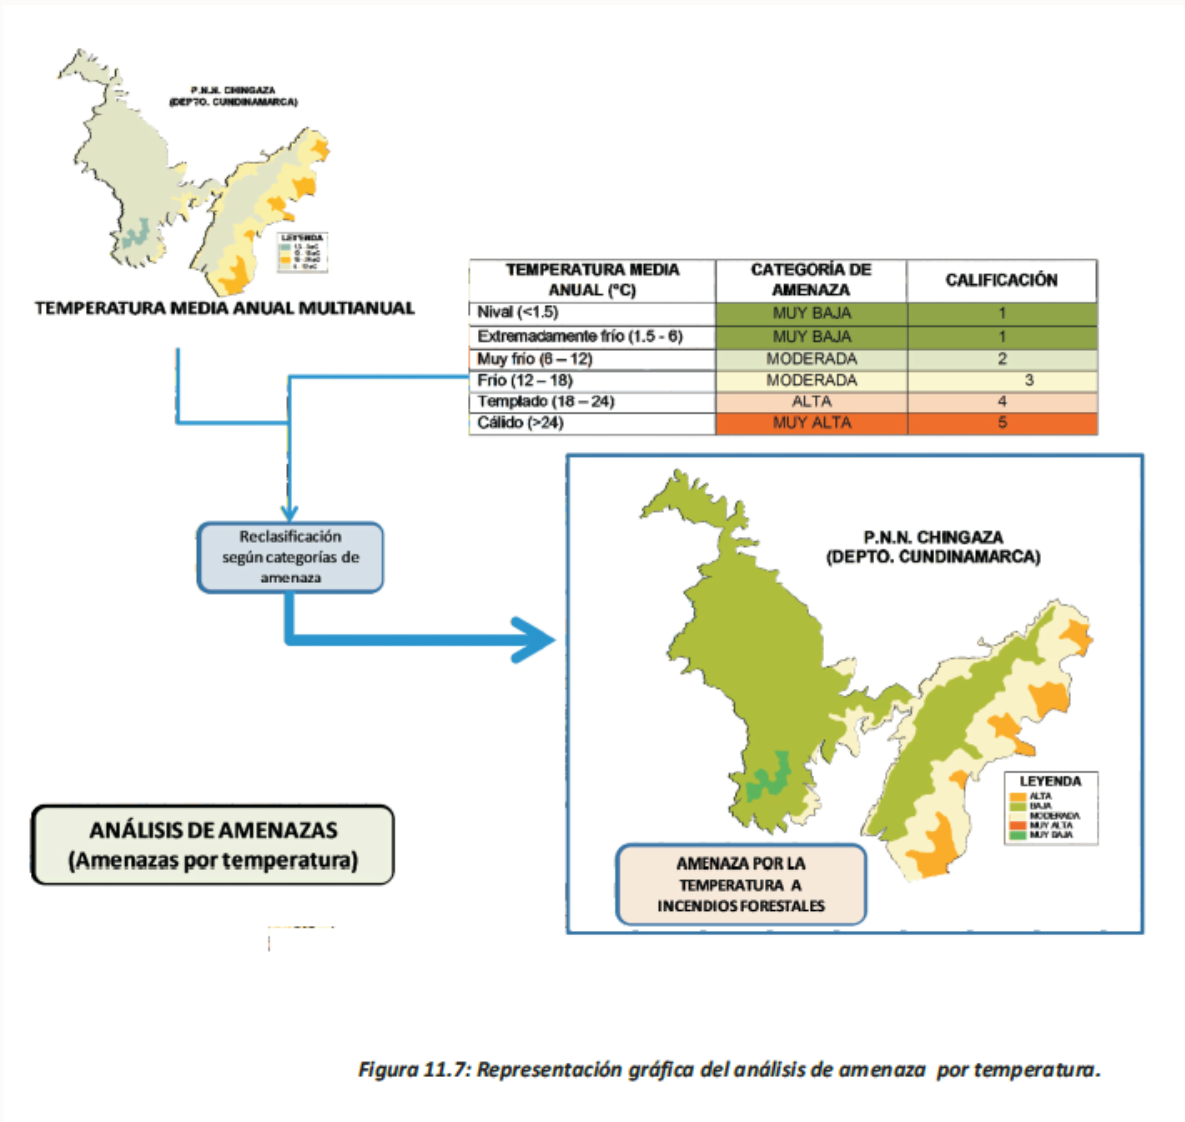 P.N.N. CHINGAZA
(DEPTO. CUNDINAMARCA)
LEYENDA
TEMPERATURA MEDIA ANUAL MULTIANUAL
TEMPERATURA MEDIA ANUAL (°C) CATEGORÍA DE AMENAZA CALIFICACIÓN
Nival (<1.5) MUY BAJA 1
Extremadamente frío (1.5 - 6) MUY BAJA 1
Muy frío (6 – 12) MODERADA 2
Frío (12 – 18) MODERADA 3
Templado (18 – 24) ALTA 4
Cálido (>24) MUY ALTA 5
Reclasificación
según categorías de
amenaza
P.N.N. CHINGAZA
(DEPTO. CUNDINAMARCA)
LEYENDA
ALTA
BAJA
MODERADA
MUY ALTA
MUY BAJA
AMENAZA POR LA
TEMPERATURA A
INCENDIOS FORESTALES
ANÁLISIS DE AMENAZAS
(Amenazas por temperatura)
Figura 11.7: Representación gráfica del análisis de amenaza por temperatura.